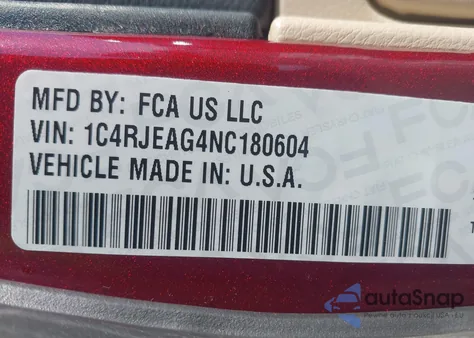 MFD BY: FCA US LLC
VIN: 1C4RJEAG4NC180604
VEHICLE MADE IN: U.S.A.
autoSnap